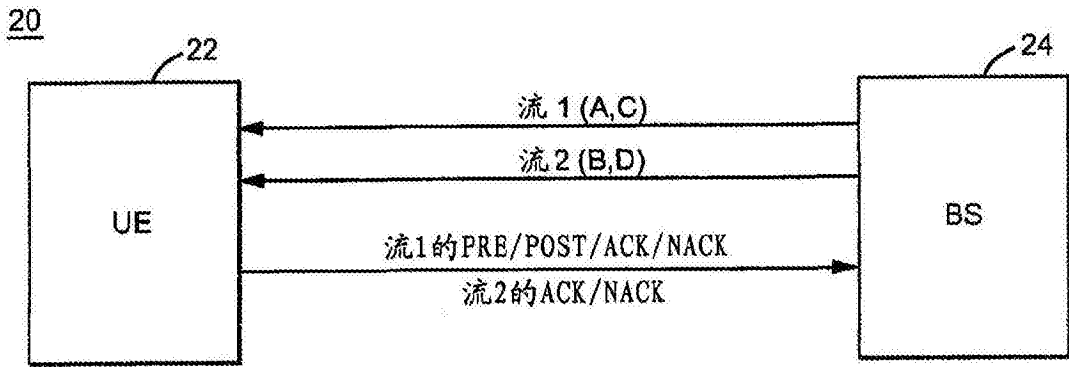 20
22
24
流 1 (A,C)
流 2 (B,D)
UE
BS
流1的PRE/POST/ACK/NACK
流2的ACK/NACK